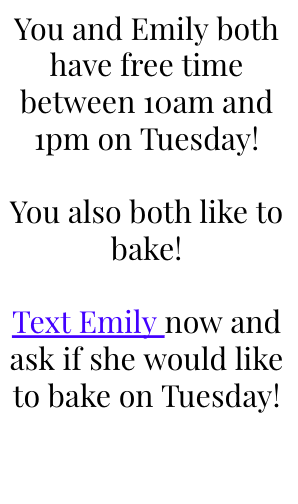 You and Emily both
have free time
between 10am and
1pm on Tuesday!
You also both like to
bake!
Text Emily now and
ask if she would like
to bake on Tuesday!